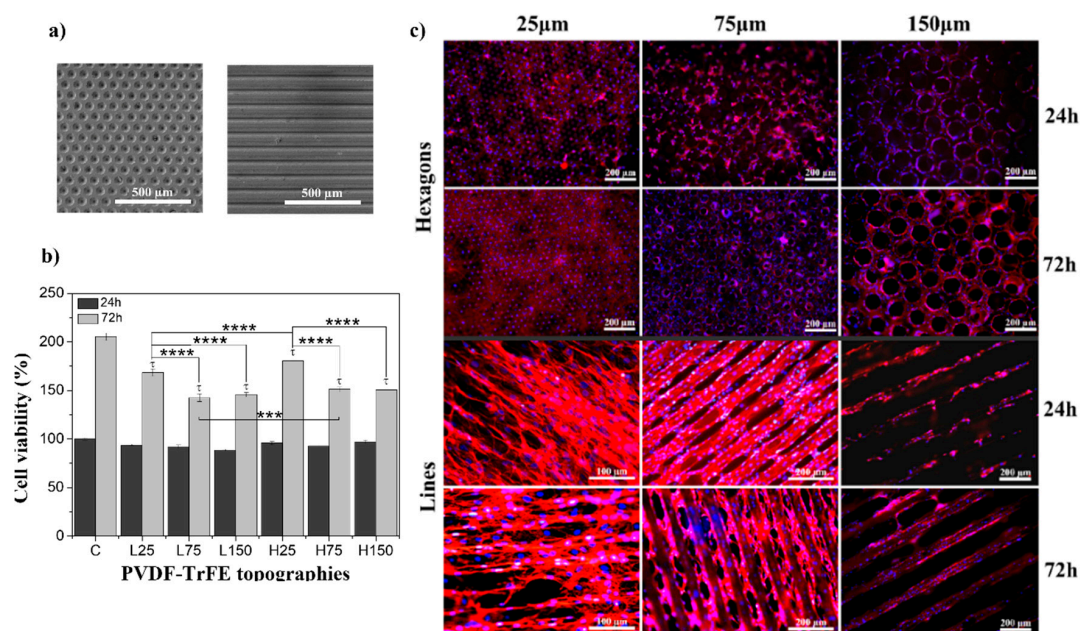 a)
500 μm
500 μm
b)
250
200
150
100
50
0
Cell viability (%)
24h
72h
****
****
****
****
****
***
τ
τ
τ
τ
τ
τ
C L25 L75 L150 H25 H75 H150
PVDF-TrFE topographies
c)
25μm 75μm 150μm
Hexagons
Lines
24h
200 μm 200 μm 200 μm
72h
200 μm 200 μm 200 μm
24h
100 μm 200 μm 200 μm
72h
100 μm 200 μm 200 μm